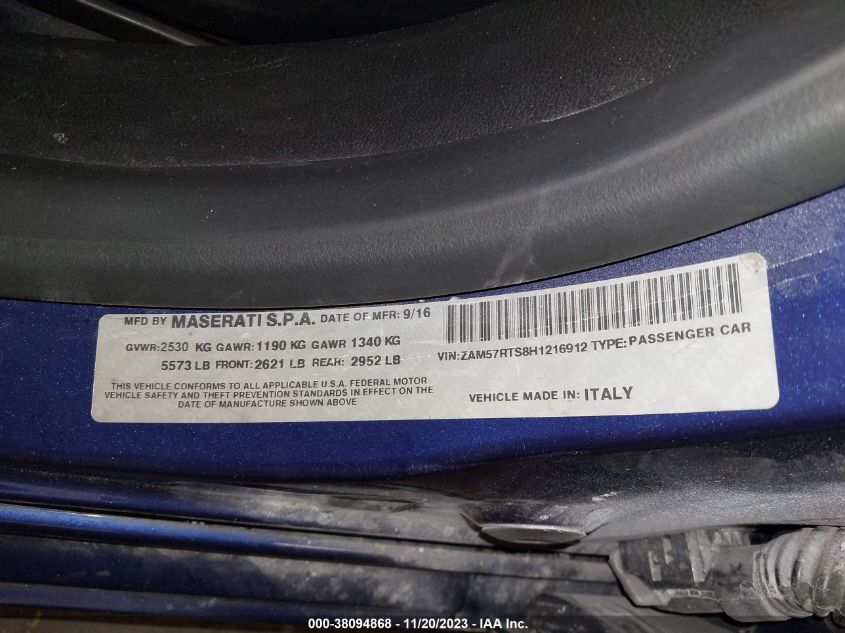 MFD BY MASERATI S.P.A. DATE OF MFR: 9/16
GVWR:2530 KG GAWR:1190 KG GAWR 1340 KG
5573 LB FRONT:2621 LB REAR: 2952 LB
THIS VEHICLE CONFORMS TO ALL APPLICABLE U.S.A. FEDERAL MOTOR
VEHICLE SAFETY AND THEFT PREVENTION STANDARDS IN EFFECT ON THE
DATE OF MANUFACTURE SHOWN ABOVE
VIN:ZAM57RTS8H1216912 TYPE:PASSENGER CAR
VEHICLE MADE IN: ITALY
000-38094868 - 11/20/2023 - IAA Inc.